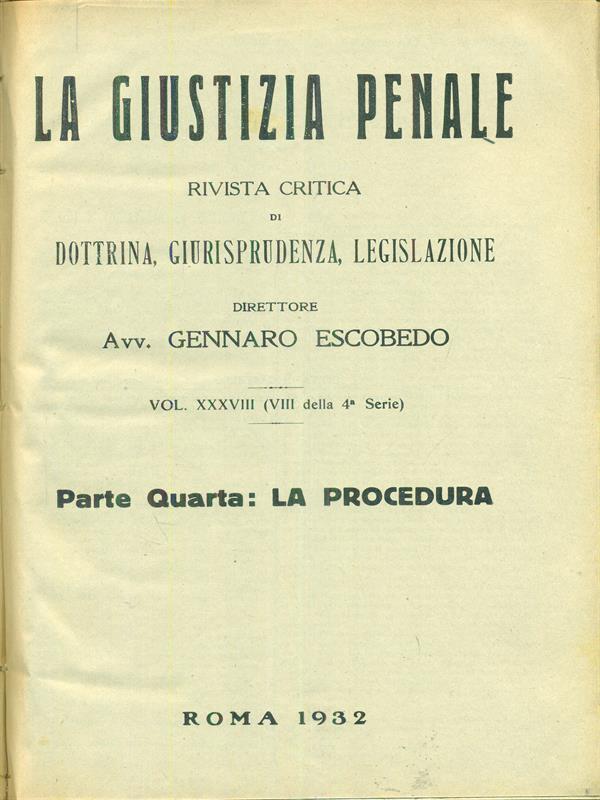 LA GIUSTIZIA PENALE
RIVISTA CRITICA
DI
DOTTRINA, GIURISPRUDENZA, LEGISLAZIONE
DIRETTORE
Avv. GENNARO ESCOBEDO
VOL. XXXVIII (VIII della 4ª Serie)
Parte Quarta: LA PROCEDURA
ROMA 1932